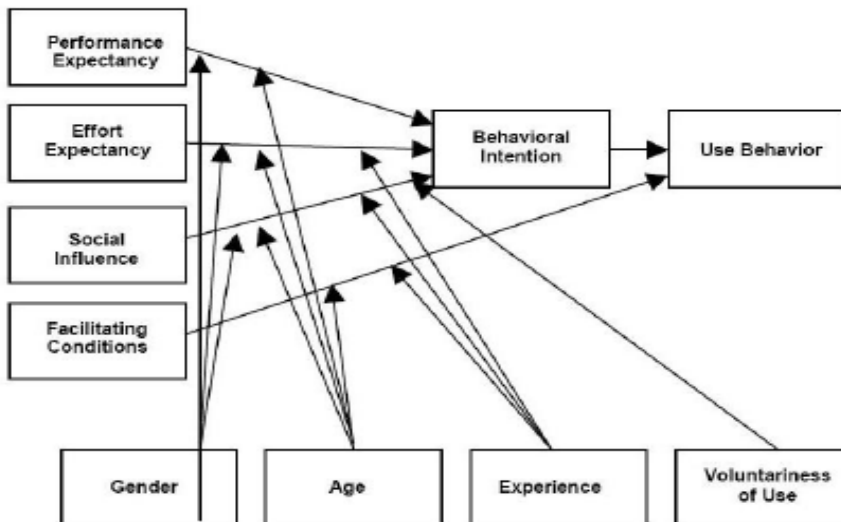 Performance
Expectancy
Effort
Expectancy
Behavioral
Intention
Use Behavior
Social
Influence
Facilitating
Conditions
Gender
Age
Experience
Voluntariness
of Use